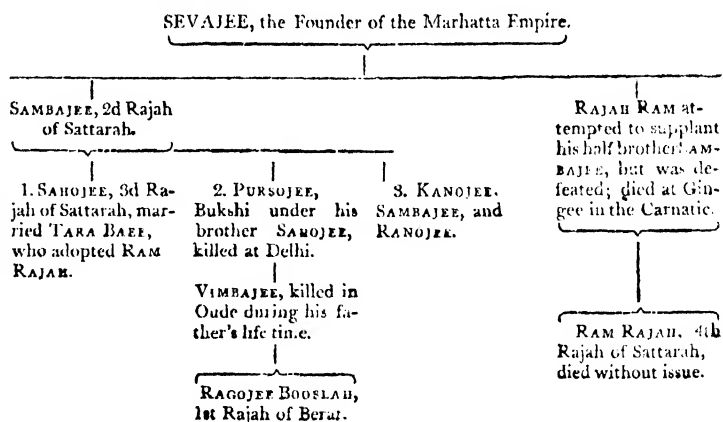 SEVAJEE, the Founder of the Marhatta Empire.
SAMBAJEE, 2d Rajah
of Sattarah.
RAJAH RAM at-
tempted to supplant
his half brother SAM-
BAJEE, but was de-
feated; died at Gin-
gee in the Carnatic.
1. SAHOJEE, 3d Ra-
jah of Sattarah, mar-
ried TARA BAEE,
who adopted RAM
RAJAH.
2. PURSOJEE,
Bukshi under his
brother SAHOJEE,
killed at Delhi.
3. KANOJEE,
SAMBAJEE, and
RANOJEE.
VIMBAJEE, killed in
Oude during his fa-
ther's life time.
RAGOJEE BOOSLAH,
1st Rajah of Berar.
RAM RAJAH, 4th
Rajah of Sattarah,
died without issue.